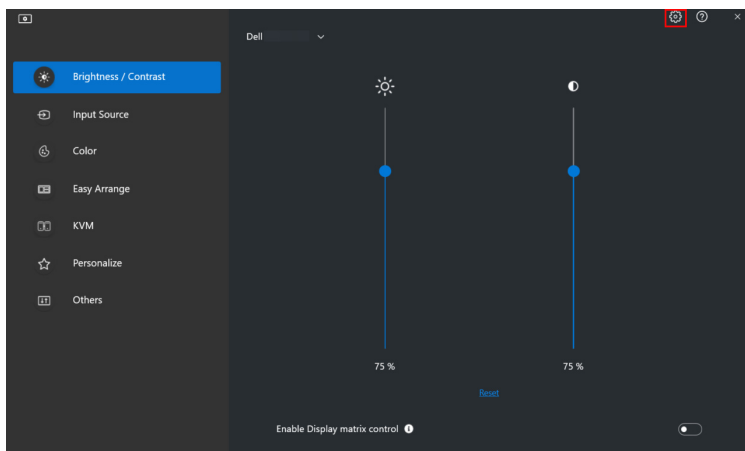 Dell
Brightness / Contrast
Input Source
Color
Easy Arrange
KVM
Personalize
Others
75 %
75 %
Reset
Enable Display matrix control